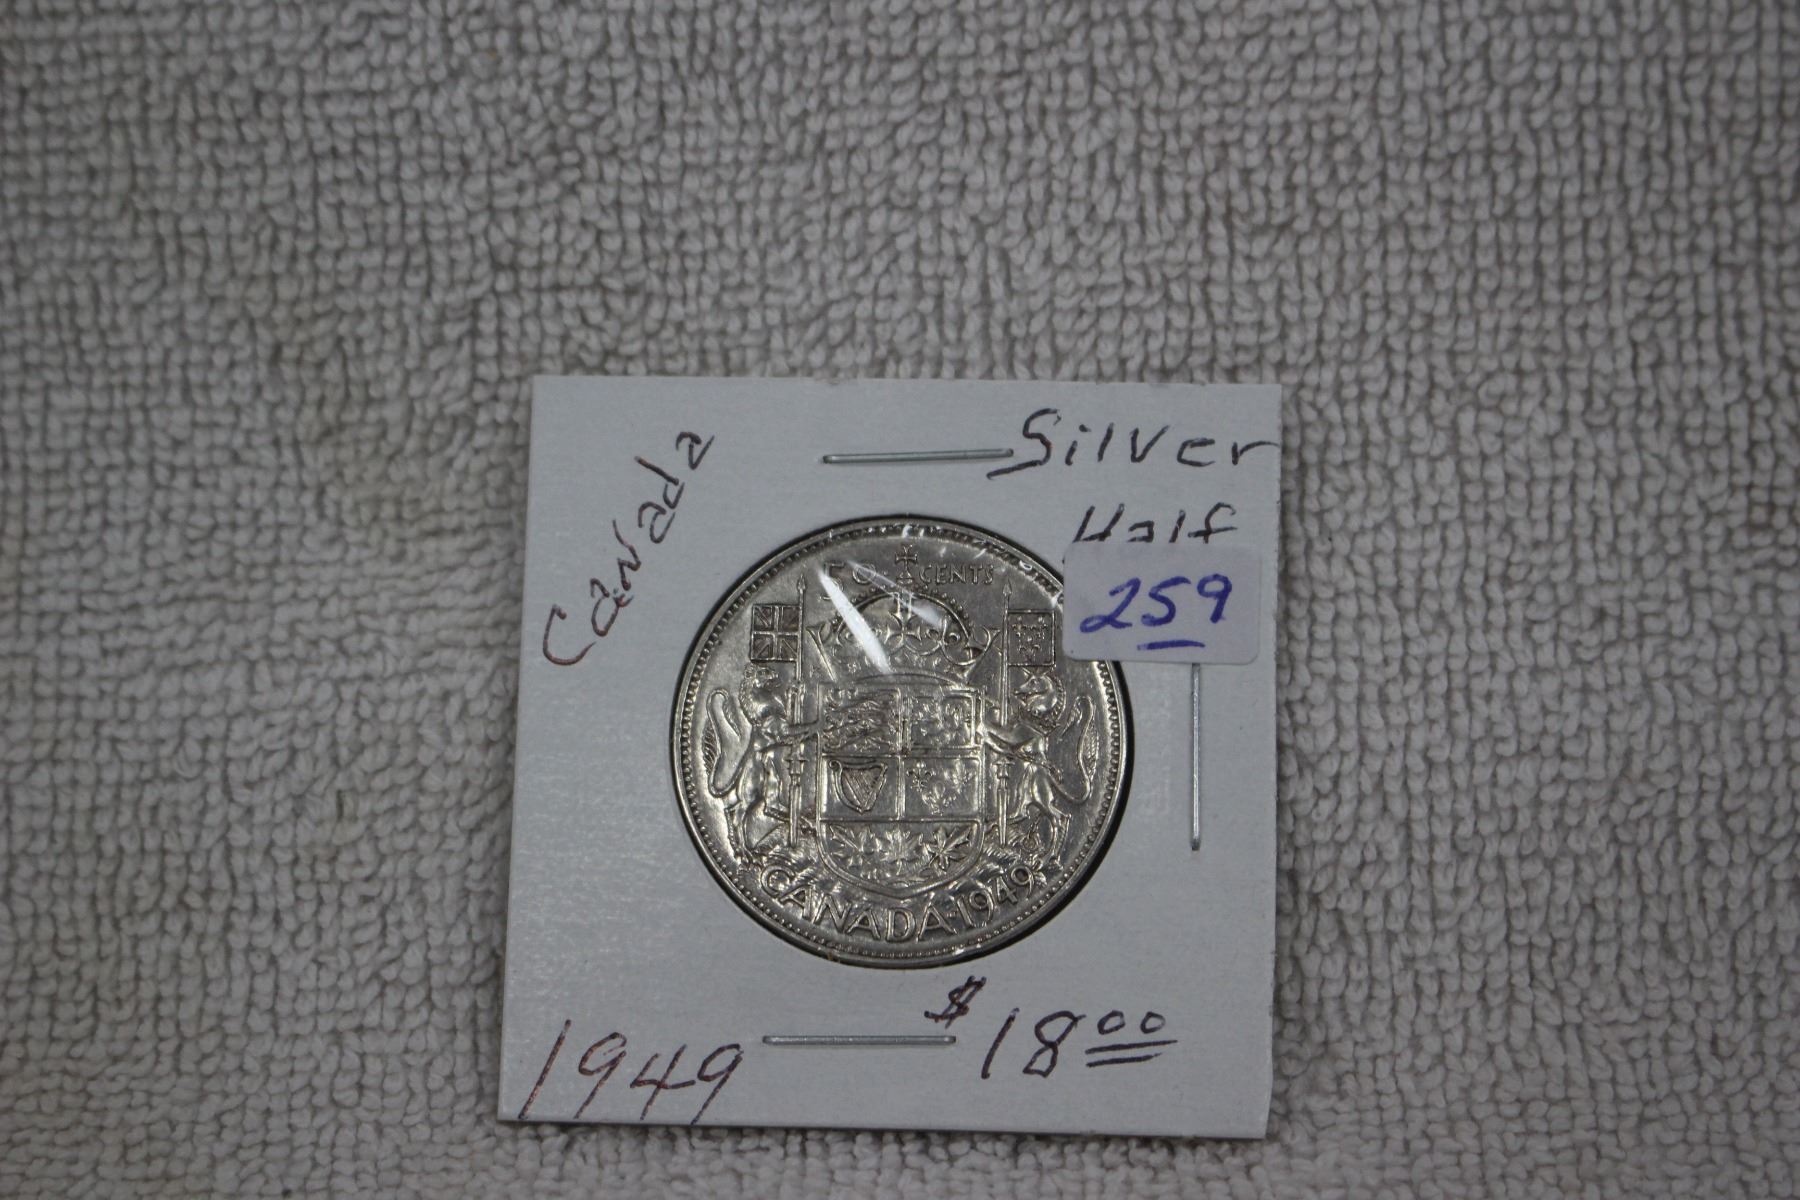 Canada
Silver
Half
259
50 CENTS
CANADA·1949
1949
$18.00